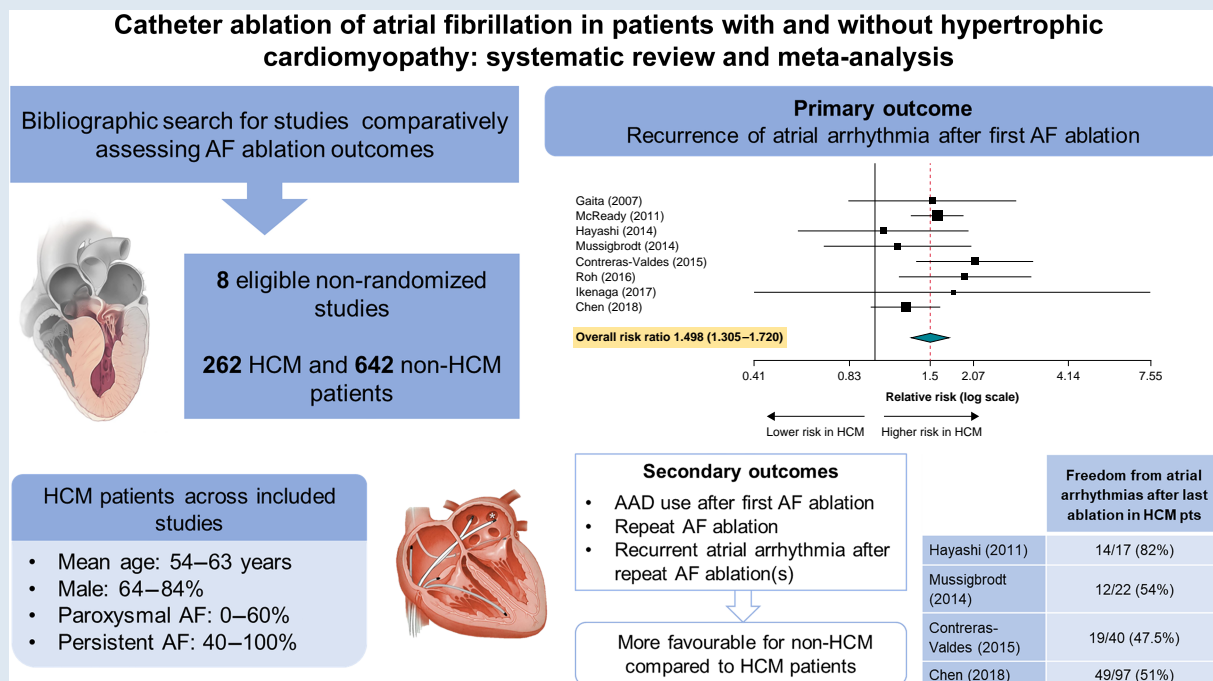 Catheter ablation of atrial fibrillation in patients with and without hypertrophic
cardiomyopathy: systematic review and meta-analysis
Bibliographic search for studies comparatively
assessing AF ablation outcomes
8 eligible non-randomized
studies
262 HCM and 642 non-HCM
patients
HCM patients across included
studies
• Mean age: 54–63 years
• Male: 64–84%
• Paroxysmal AF: 0–60%
• Persistent AF: 40–100%
Primary outcome
Recurrence of atrial arrhythmia after first AF ablation
Gaita (2007)
McReady (2011)
Hayashi (2014)
Mussigbrodt (2014)
Contreras-Valdes (2015)
Roh (2016)
Ikenaga (2017)
Chen (2018)
Overall risk ratio 1.498 (1.305–1.720)
0.41 0.83 1.5 2.07 4.14 7.55
Relative risk (log scale)
Lower risk in HCM Higher risk in HCM
Secondary outcomes
• AAD use after first AF ablation
• Repeat AF ablation
• Recurrent atrial arrhythmia after
repeat AF ablation(s)
More favourable for non-HCM
compared to HCM patients
Freedom from atrial
arrhythmias after last
ablation in HCM pts
Hayashi (2011) 14/17 (82%)
Mussigbrodt
(2014) 12/22 (54%)
Contreras-
Valdes (2015) 19/40 (47.5%)
Chen (2018) 49/97 (51%)